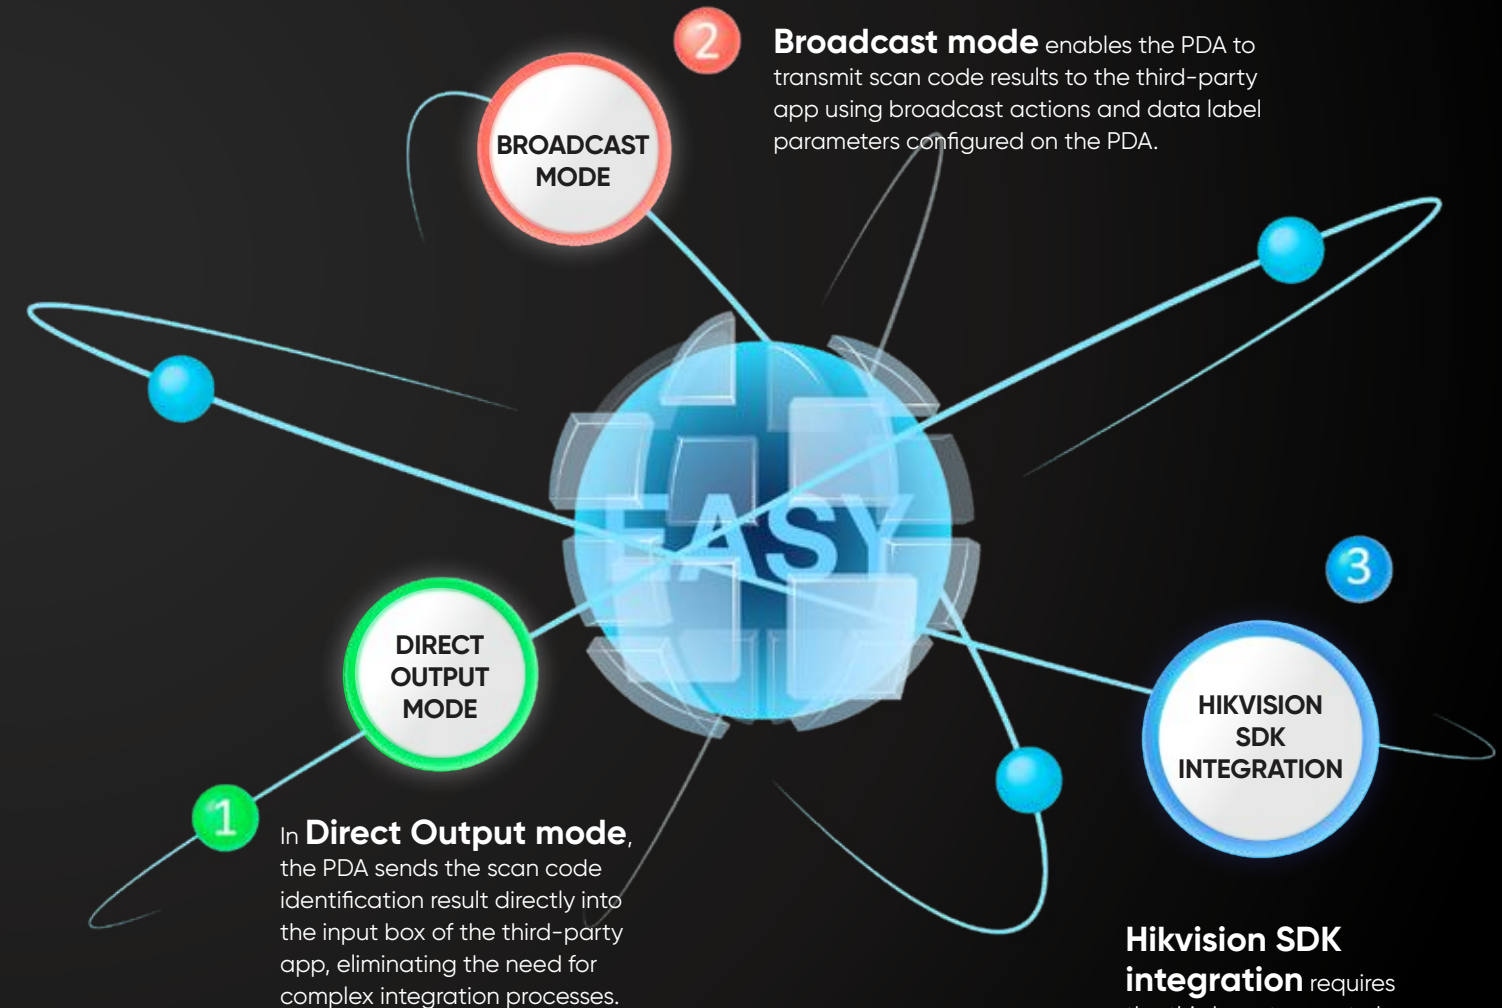 2
Broadcast mode enables the PDA to
transmit scan code results to the third-party
app using broadcast actions and data label
parameters configured on the PDA.
BROADCAST
MODE
EASY
3
DIRECT
OUTPUT
MODE
HIKVISION
SDK
INTEGRATION
1
In Direct Output mode,
the PDA sends the scan code
identification result directly into
the input box of the third-party
app, eliminating the need for
complex integration processes.
Hikvision SDK
integration requires